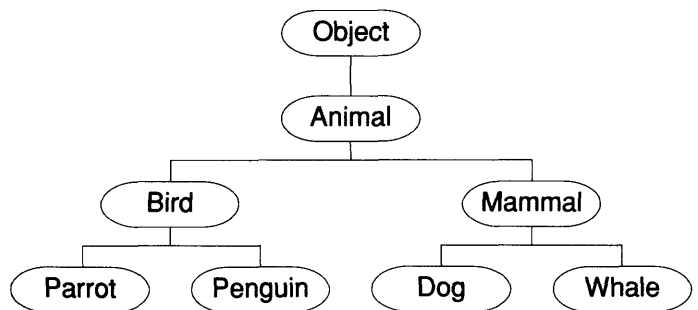 Object
Animal
Bird
Mammal
Parrot
Penguin
Dog
Whale